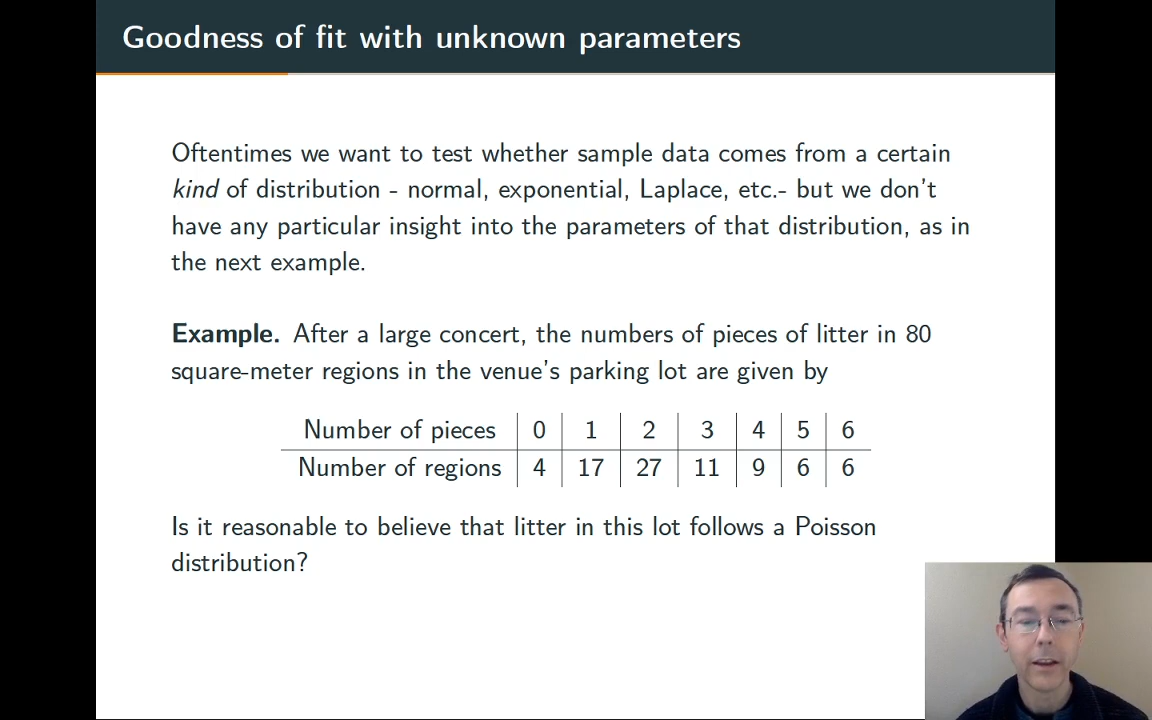 Goodness of fit with unknown parameters
Oftentimes we want to test whether sample data comes from a certain
kind of distribution - normal, exponential, Laplace, etc.- but we don't
have any particular insight into the parameters of that distribution, as in
the next example.
Example. After a large concert, the numbers of pieces of litter in 80
square-meter regions in the venue's parking lot are given by
Number of pieces 0 1 2 3 4 5 6
Number of regions 4 17 27 11 9 6 6
Is it reasonable to believe that litter in this lot follows a Poisson
distribution?